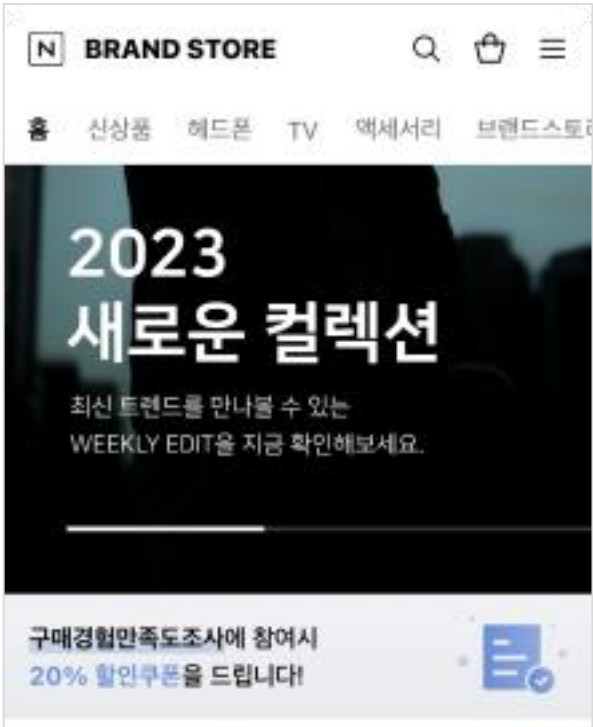 N BRAND STORE
홈 신상품 헤드폰 TV 액세서리 브랜드스토리
2023
새로운 컬렉션
최신 트렌드를 만나볼 수 있는
WEEKLY EDIT을 지금 확인해보세요.
구매경험만족도조사에 참여시
20% 할인쿠폰을 드립니다!